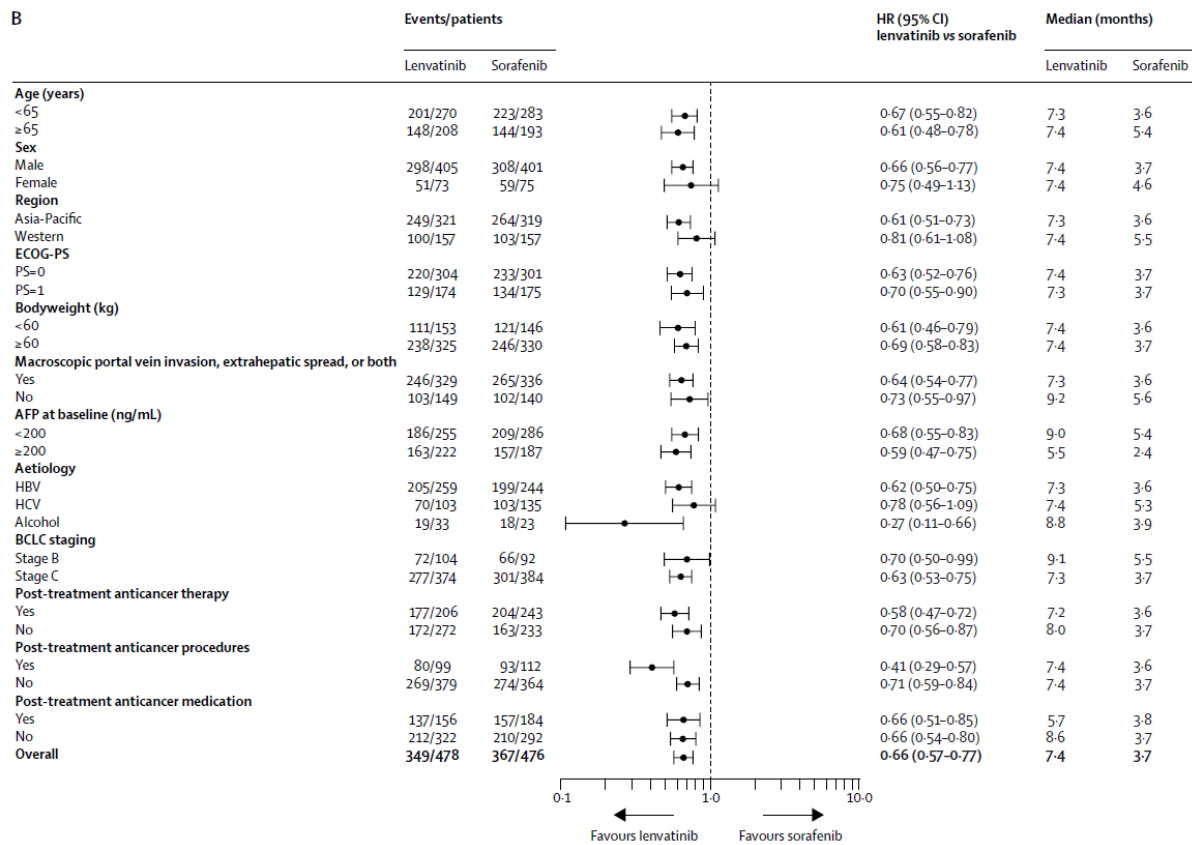 B
Events/patients HR (95% CI) Median (months)
lenvatinib vs sorafenib
Lenvatinib Sorafenib Lenvatinib Sorafenib
Age (years)
<65 201/270 223/283 0·67 (0·55–0·82) 7·3 3·6
≥65 148/208 144/193 0·61 (0·48–0·78) 7·4 5·4
Sex
Male 298/405 308/401 0·66 (0·56–0·77) 7·4 3·7
Female 51/73 59/75 0·75 (0·49–1·13) 7·4 4·6
Region
Asia-Pacific 249/321 264/319 0·61 (0·51–0·73) 7·3 3·6
Western 100/157 103/157 0·81 (0·61–1·08) 7·4 5·5
ECOG-PS
PS=0 220/304 233/301 0·63 (0·52–0·76) 7·4 3·7
PS=1 129/174 134/175 0·70 (0·55–0·90) 7·3 3·7
Bodyweight (kg)
<60 111/153 121/146 0·61 (0·46–0·79) 7·4 3·6
≥60 238/325 246/330 0·69 (0·58–0·83) 7·4 3·7
Macroscopic portal vein invasion, extrahepatic spread, or both
Yes 246/329 265/336 0·64 (0·54–0·77) 7·3 3·6
No 103/149 102/140 0·73 (0·55–0·97) 9·2 5·6
AFP at baseline (ng/mL)
<200 186/255 209/286 0·68 (0·55–0·83) 9·0 5·4
≥200 163/222 157/187 0·59 (0·47–0·75) 5·5 2·4
Aetiology
HBV 205/259 199/244 0·62 (0·50–0·75) 7·3 3·6
HCV 70/103 103/135 0·78 (0·56–1·09) 7·4 5·3
Alcohol 19/33 18/23 0·27 (0·11–0·66) 8·8 3·9
BCLC staging
Stage B 72/104 66/92 0·70 (0·50–0·99) 9·1 5·5
Stage C 277/374 301/384 0·63 (0·53–0·75) 7·3 3·7
Post-treatment anticancer therapy
Yes 177/206 204/243 0·58 (0·47–0·72) 7·2 3·6
No 172/272 163/233 0·70 (0·56–0·87) 8·0 3·7
Post-treatment anticancer procedures
Yes 80/99 93/112 0·41 (0·29–0·57) 7·4 3·6
No 269/379 274/364 0·71 (0·59–0·84) 7·4 3·7
Post-treatment anticancer medication
Yes 137/156 157/184 0·66 (0·51–0·85) 5·7 3·8
No 212/322 210/292 0·66 (0·54–0·80) 8·6 3·7
Overall 349/478 367/476 0·66 (0·57–0·77) 7·4 3·7
0·1 1·0 10·0
Favours lenvatinib Favours sorafenib